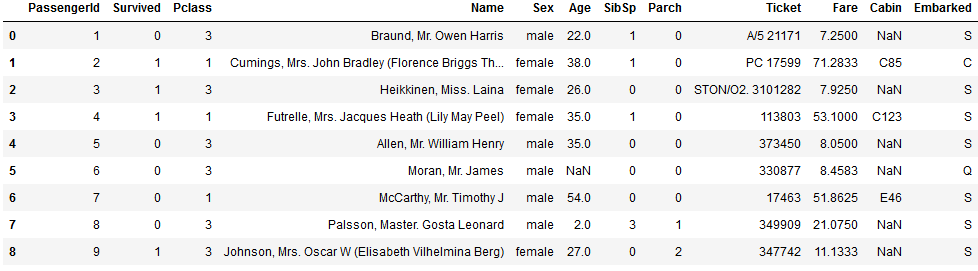 PassengerId Survived Pclass Name Sex Age SibSp Parch Ticket Fare Cabin Embarked
0 1 0 3 Braund, Mr. Owen Harris male 22.0 1 0 A/5 21171 7.2500 NaN S
1 2 1 1 Cumings, Mrs. John Bradley (Florence Briggs Th... female 38.0 1 0 PC 17599 71.2833 C85 C
2 3 1 3 Heikkinen, Miss. Laina female 26.0 0 0 STON/O2. 3101282 7.9250 NaN S
3 4 1 1 Futrelle, Mrs. Jacques Heath (Lily May Peel) female 35.0 1 0 113803 53.1000 C123 S
4 5 0 3 Allen, Mr. William Henry male 35.0 0 0 373450 8.0500 NaN S
5 6 0 3 Moran, Mr. James male NaN 0 0 330877 8.4583 NaN Q
6 7 0 1 McCarthy, Mr. Timothy J male 54.0 0 0 17463 51.8625 E46 S
7 8 0 3 Palsson, Master. Gosta Leonard male 2.0 3 1 349909 21.0750 NaN S
8 9 1 3 Johnson, Mrs. Oscar W (Elisabeth Vilhelmina Berg) female 27.0 0 2 347742 11.1333 NaN S